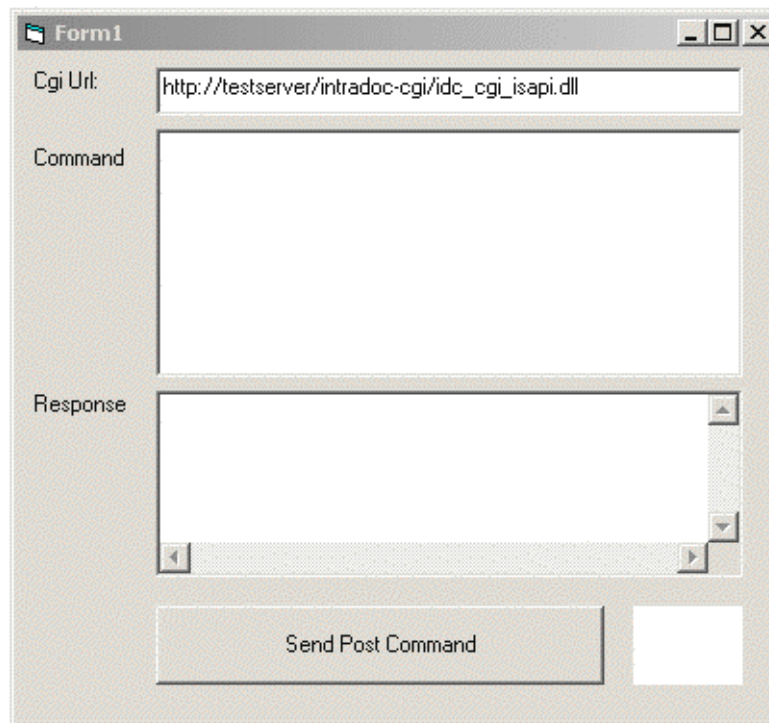 Form1
Cgi Url:
http://testserver/intradoc-cgi/idc_cgi_isapi.dll
Command
Response
Send Post Command